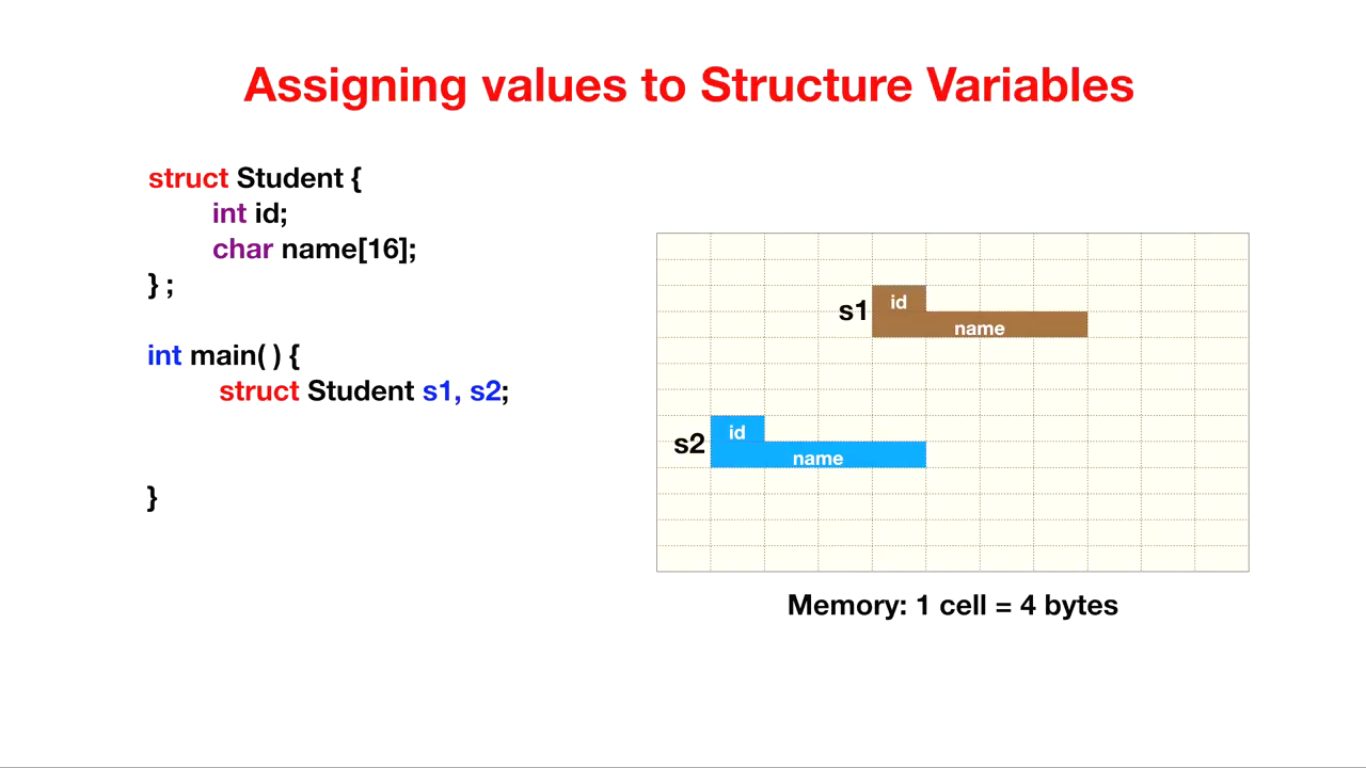 Assigning values to Structure Variables
struct Student {
int id;
char name[16];
} ;
int main( ) {
struct Student s1, s2;
}
s1
id
name
s2
id
name
Memory: 1 cell = 4 bytes